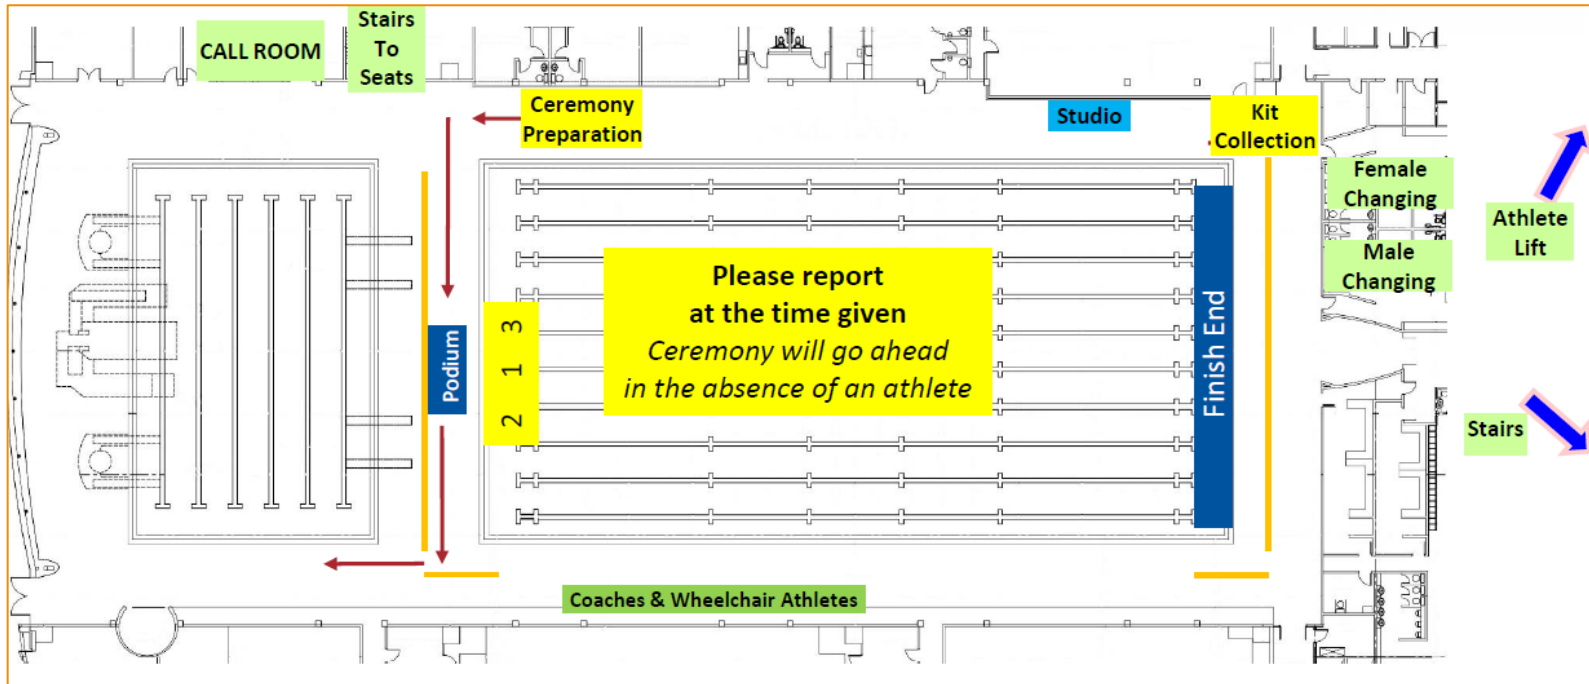 CALL ROOM
Stairs
To
Seats
Ceremony
Preparation
Studio
Kit
Collection
Female
Changing
Male
Changing
Athlete
Lift
Please report
at the time given
Ceremony will go ahead
in the absence of an athlete
Podium
3
1
2
Finish End
Stairs
Coaches & Wheelchair Athletes